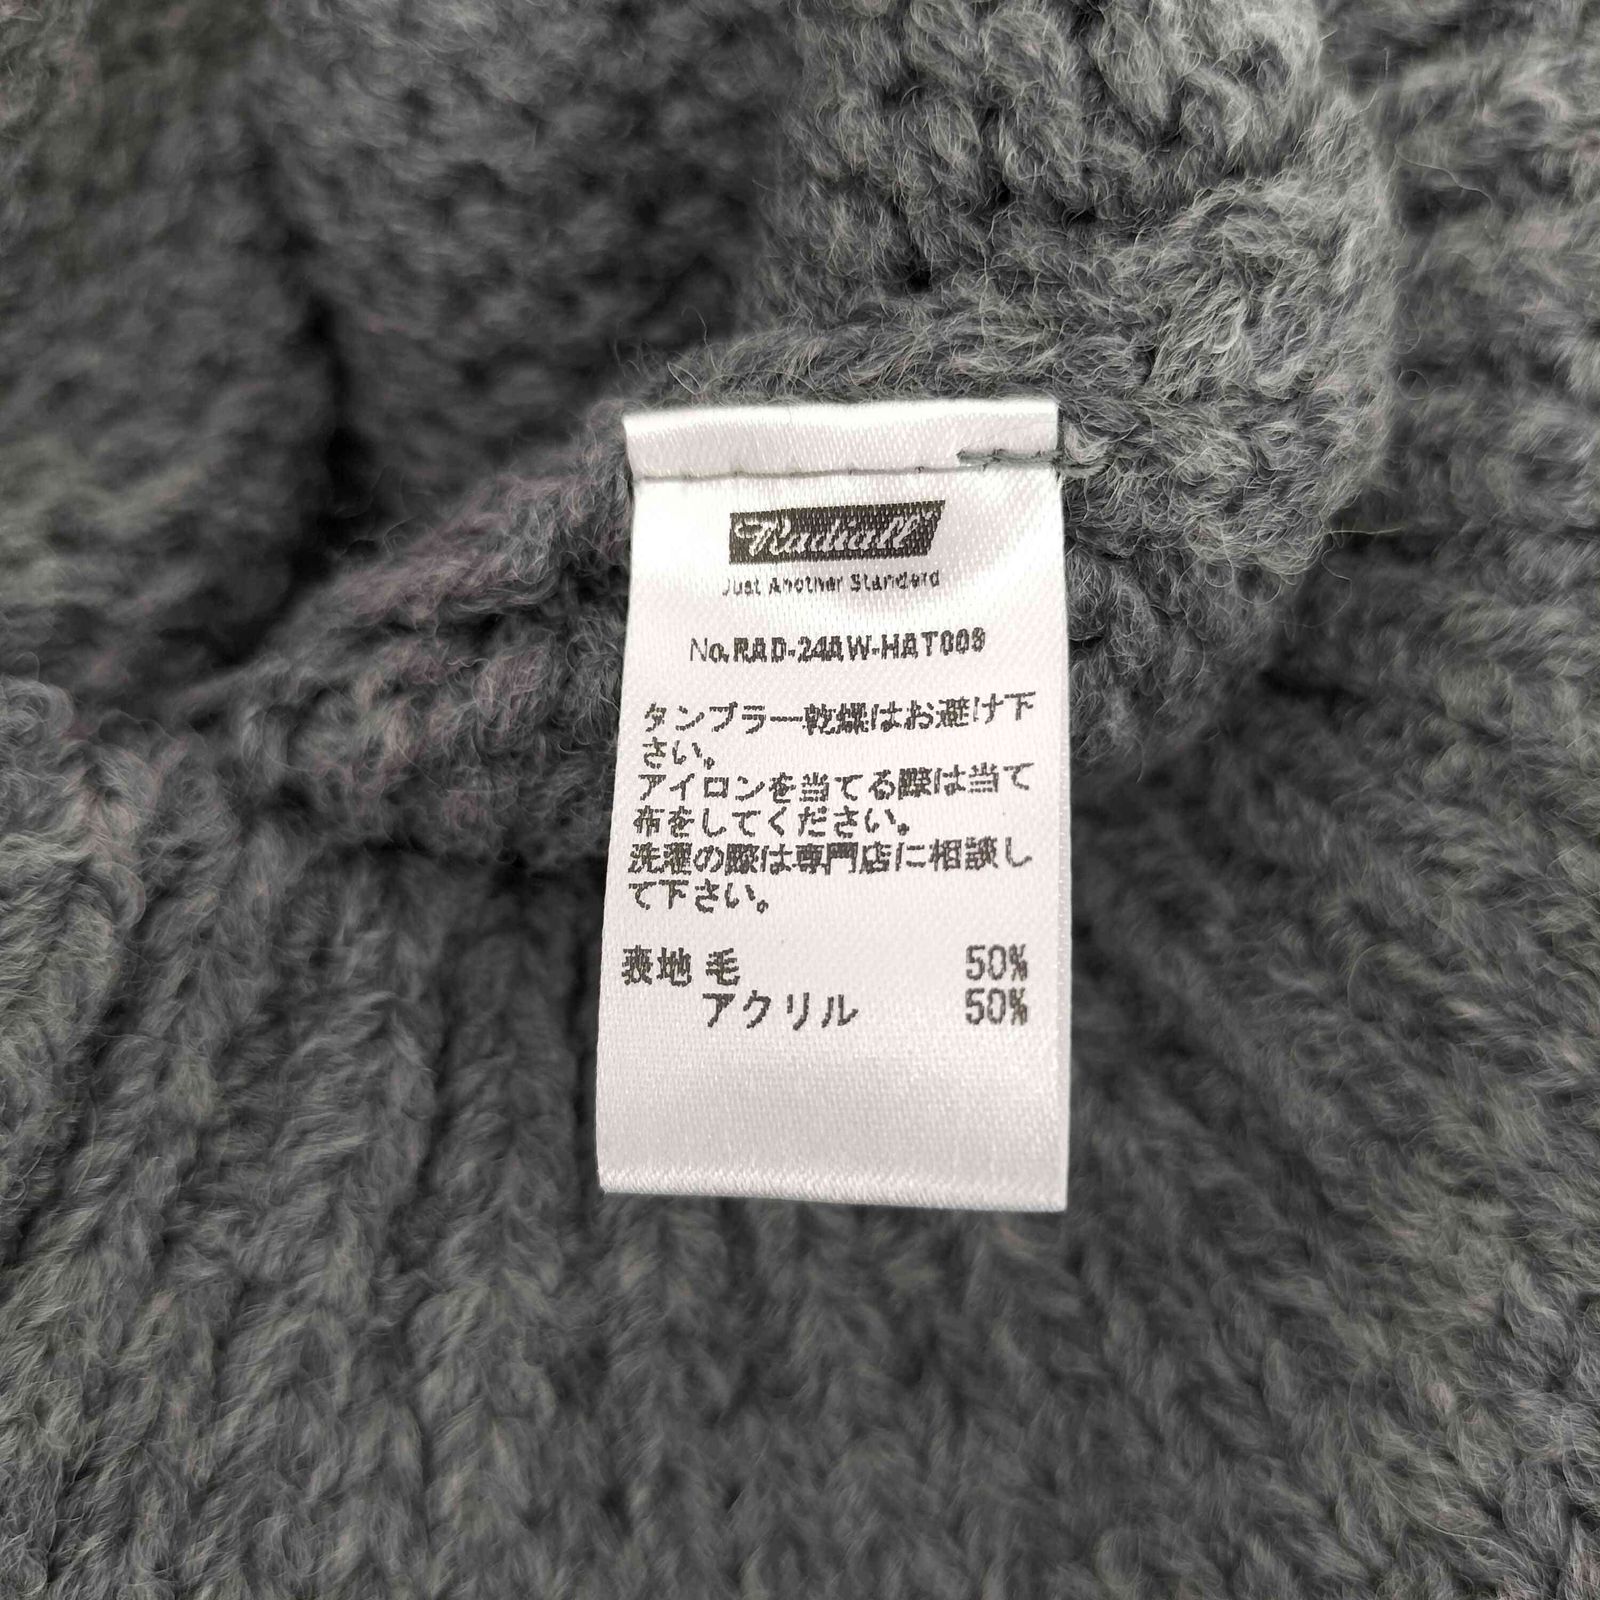 Radiall
Just Another Standard
No.RAD-24AW-HAT009
タンブラー乾燥はお避け下
さい。
アイロンを当てる際は当て
布をしてください。
洗濯の際は専門店に相談し
て下さい。
表地 毛 50%
アクリル 50%